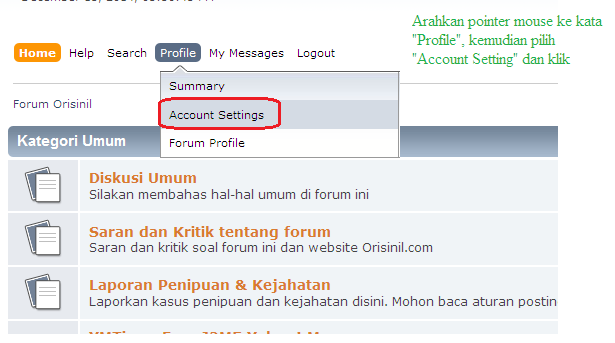 Arahkan pointer mouse ke kata
"Profile", kemudian pilih
"Account Setting" dan klik
Home Help Search Profile My Messages Logout
Summary
Account Settings
Forum Profile
Forum Orisinil
Kategori Umum
Diskusi Umum
Silakan membahas hal-hal umum di forum ini
Saran dan Kritik tentang forum
Saran dan kritik soal forum ini dan website Orisinil.com
Laporan Penipuan & Kejahatan
Laporkan kasus penipuan dan kejahatan disini. Mohon baca aturan postin